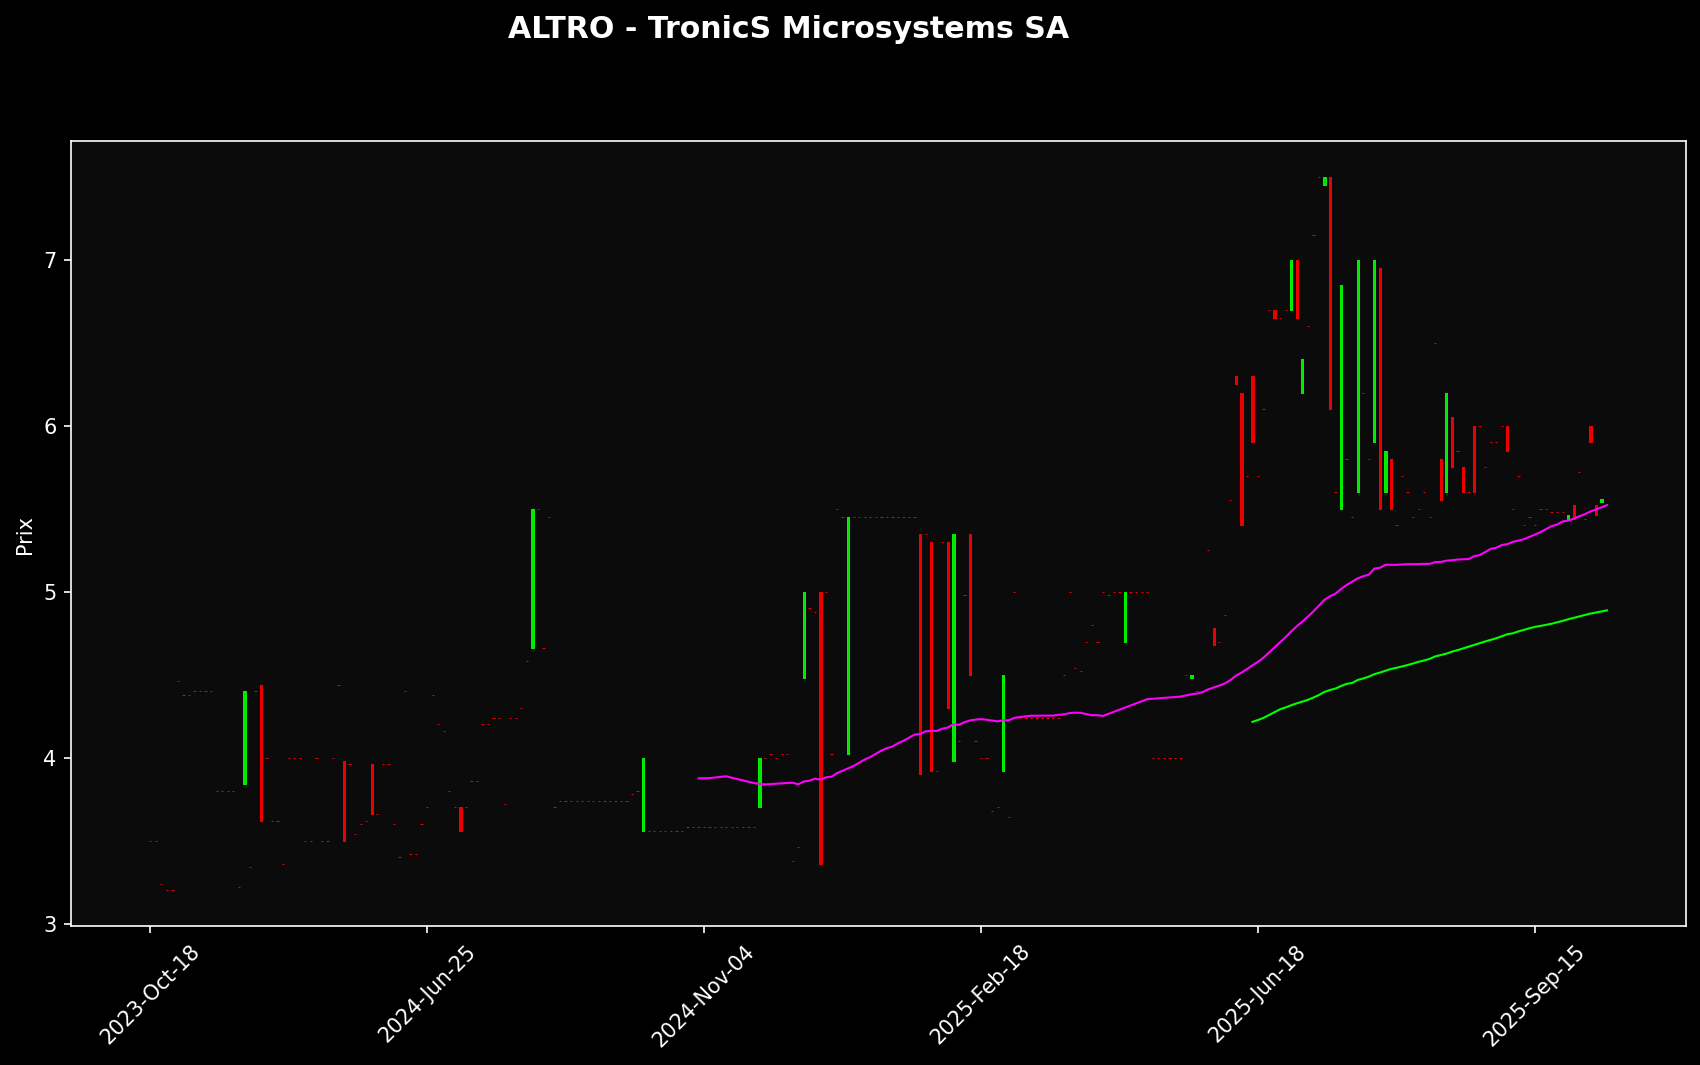 ALTRO - TronicS Microsystems SA
Prix
7
6
5
4
3
2023-Oct-18
2024-Jun-25
2024-Nov-04
2025-Feb-18
2025-Jun-18
2025-Sep-15